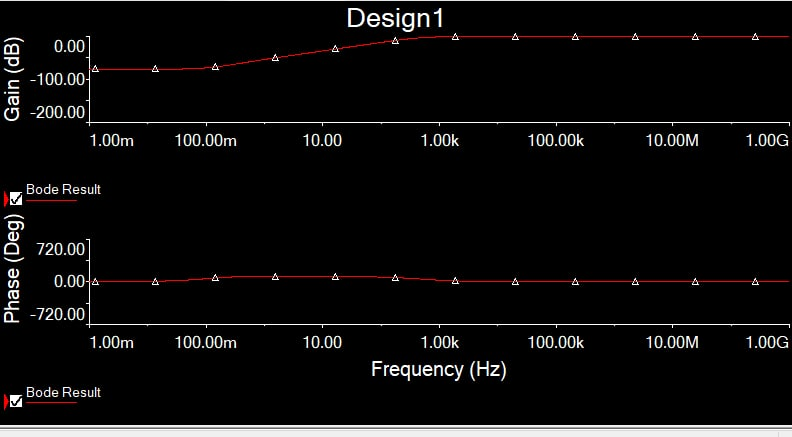 Design1
Gain (dB)
0.00
-100.00
-200.00
1.00m 100.00m 10.00 1.00k 100.00k 10.00M 1.00G
Bode Result
Phase (Deg)
720.00
0.00
-720.00
1.00m 100.00m 10.00 1.00k 100.00k 10.00M 1.00G
Frequency (Hz)
Bode Result